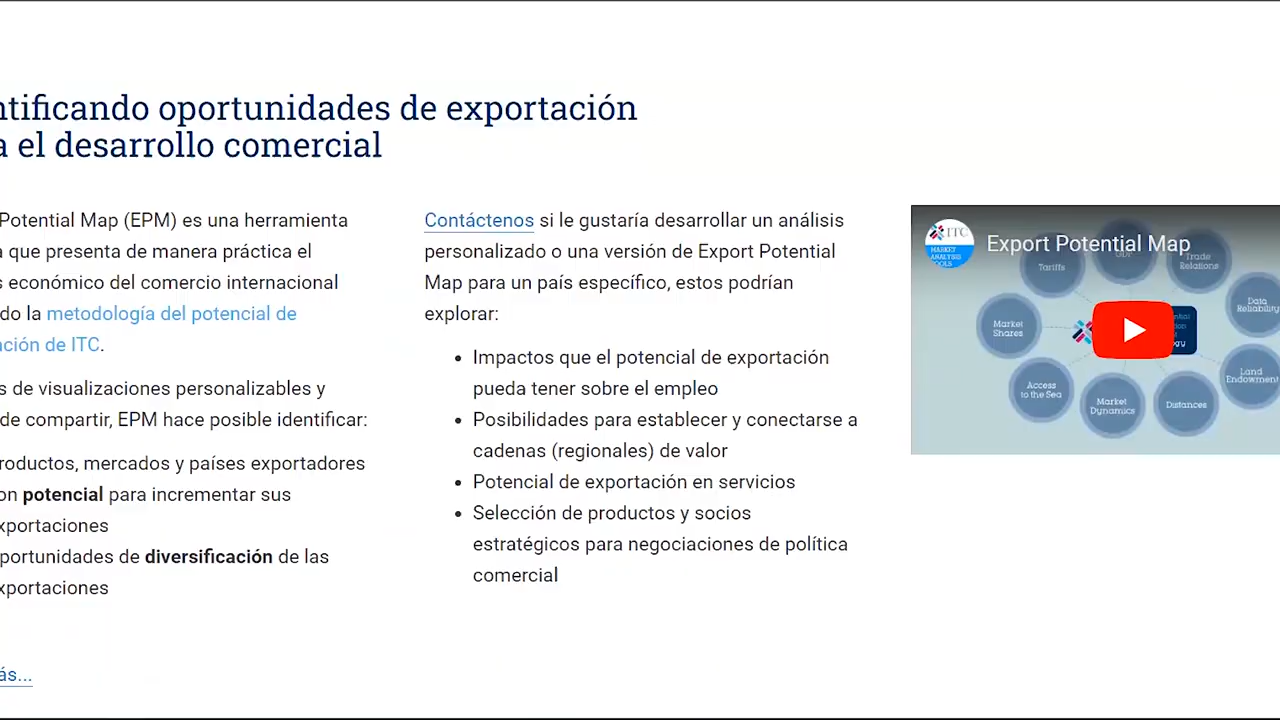 ntificando oportunidades de exportación
a el desarrollo comercial
Potential Map (EPM) es una herramienta
a que presenta de manera práctica el
s económico del comercio internacional
do la metodología del potencial de
ación de ITC.
s de visualizaciones personalizables y
de compartir, EPM hace posible identificar:
roductos, mercados y países exportadores
on potencial para incrementar sus
xportaciones
portunidades de diversificación de las
xportaciones
ás...
Contáctenos si le gustaría desarrollar un análisis
personalizado o una versión de Export Potential
Map para un país específico, estos podrían
explorar:
• Impactos que el potencial de exportación
pueda tener sobre el empleo
• Posibilidades para establecer y conectarse a
cadenas (regionales) de valor
• Potencial de exportación en servicios
• Selección de productos y socios
estratégicos para negociaciones de política
comercial
ITC
MARKET
ANALYSIS
TOOLS
Export Potential Map
Tariffs
GDP
Trade
Relations
Data
Reliability
Market
Shares
Land
Endowment
Access
to the Sea
Market
Dynamics
Distances